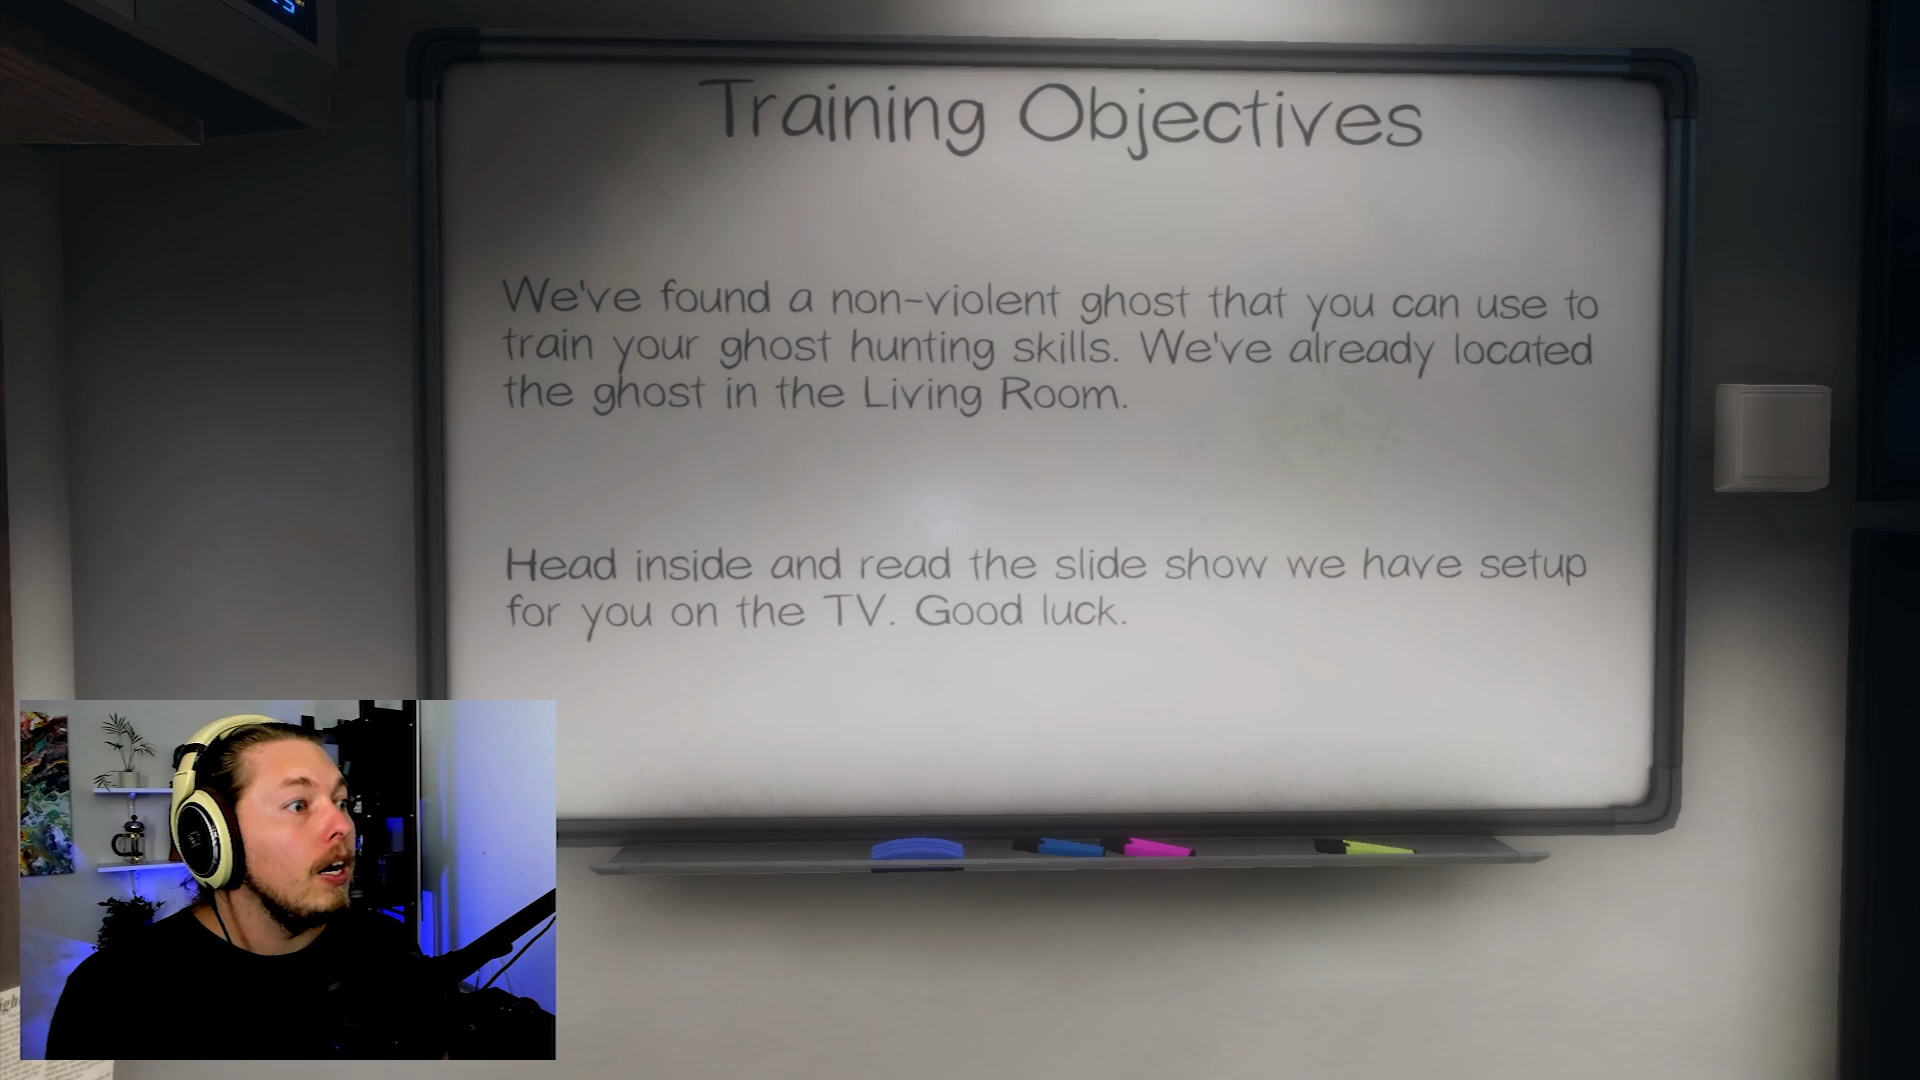 Training Objectives
We've found a non-violent ghost that you can use to
train your ghost hunting skills. We've already located
the ghost in the Living Room.
Head inside and read the slide show we have setup
for you on the TV. Good luck.